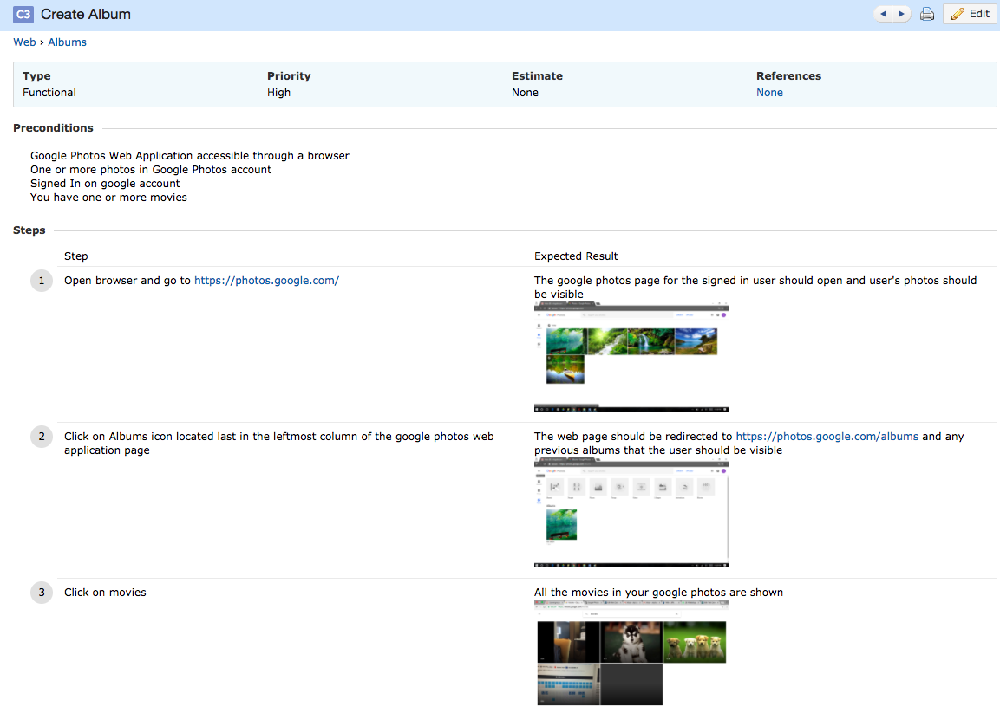 C3 Create Album
Edit
Web › Albums
Type Priority Estimate References
Functional High None None
Preconditions
Google Photos Web Application accessible through a browser
One or more photos in Google Photos account
Signed In on google account
You have one or more movies
Steps
Step Expected Result
1 Open browser and go to https://photos.google.com/
The google photos page for the signed in user should open and user's photos should
be visible
2 Click on Albums icon located last in the leftmost column of the google photos web
application page
The web page should be redirected to https://photos.google.com/albums and any
previous albums that the user should be visible
3 Click on movies
All the movies in your google photos are shown